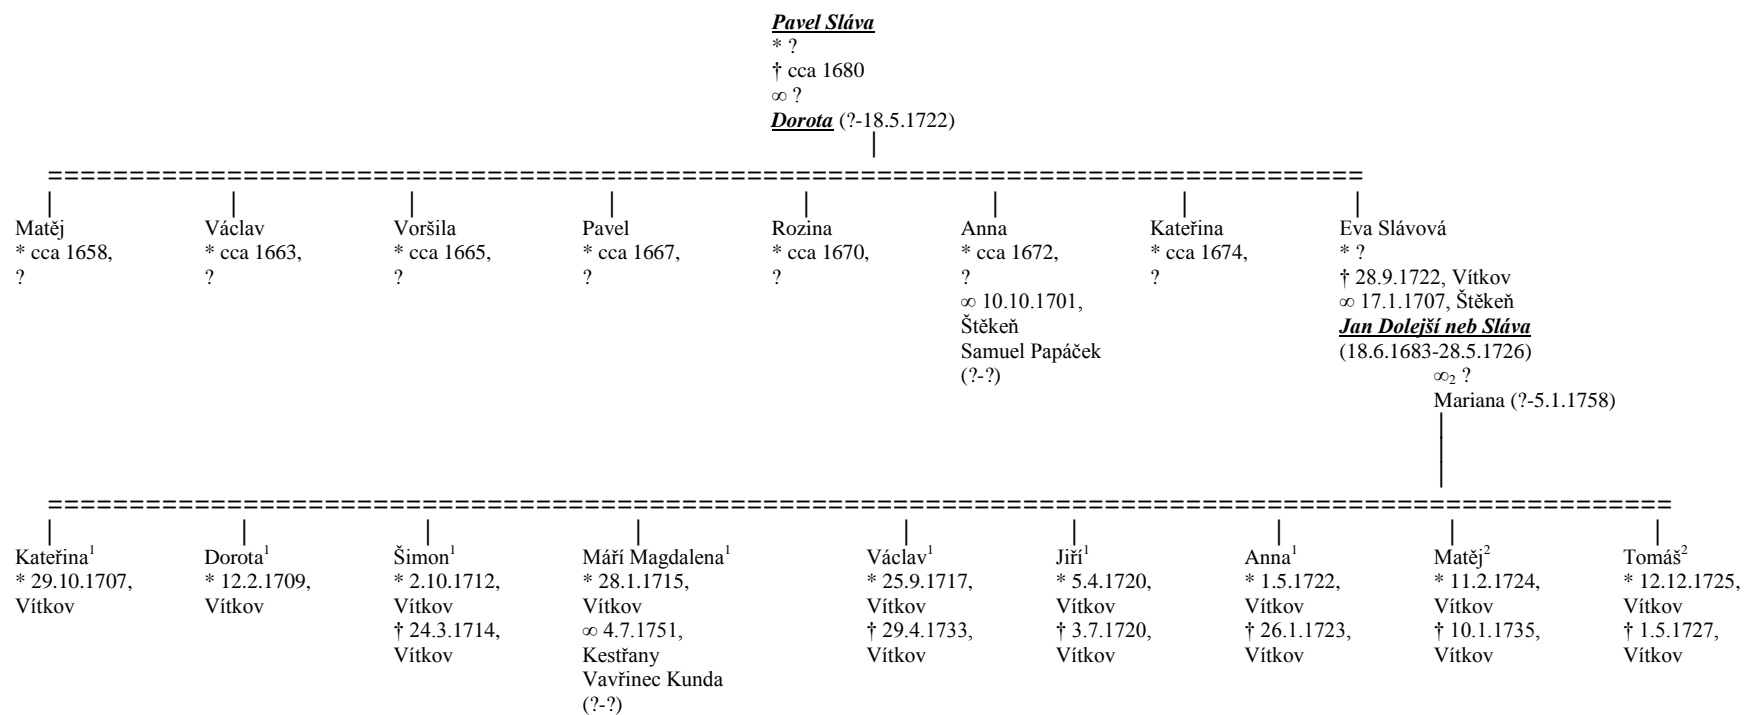 Pavel Sláva
* ?
† cca 1680
∞ ?
Dorota (?-18.5.1722)
Matěj
* cca 1658,
?
Václav
* cca 1663,
?
Voršila
* cca 1665,
?
Pavel
* cca 1667,
?
Rozina
* cca 1670,
?
Anna
* cca 1672,
?
∞ 10.10.1701,
Štěkeň
Samuel Papáček
(?-?)
Kateřina
* cca 1674,
?
Eva Slávová
* ?
† 28.9.1722, Vítkov
∞ 17.1.1707, Štěkeň
Jan Dolejší neb Sláva
(18.6.1683-28.5.1726)
∞₂ ?
Mariana (?-5.1.1758)
Kateřina¹
* 29.10.1707,
Vítkov
Dorota¹
* 12.2.1709,
Vítkov
Šimon¹
* 2.10.1712,
Vítkov
† 24.3.1714,
Vítkov
Máří Magdalena¹
* 28.1.1715,
Vítkov
∞ 4.7.1751,
Kestřany
Vavřinec Kunda
(?-?)
Václav¹
* 25.9.1717,
Vítkov
† 29.4.1733,
Vítkov
Jiří¹
* 5.4.1720,
Vítkov
† 3.7.1720,
Vítkov
Anna¹
* 1.5.1722,
Vítkov
† 26.1.1723,
Vítkov
Matěj²
* 11.2.1724,
Vítkov
† 10.1.1735,
Vítkov
Tomáš²
* 12.12.1725,
Vítkov
† 1.5.1727,
Vítkov